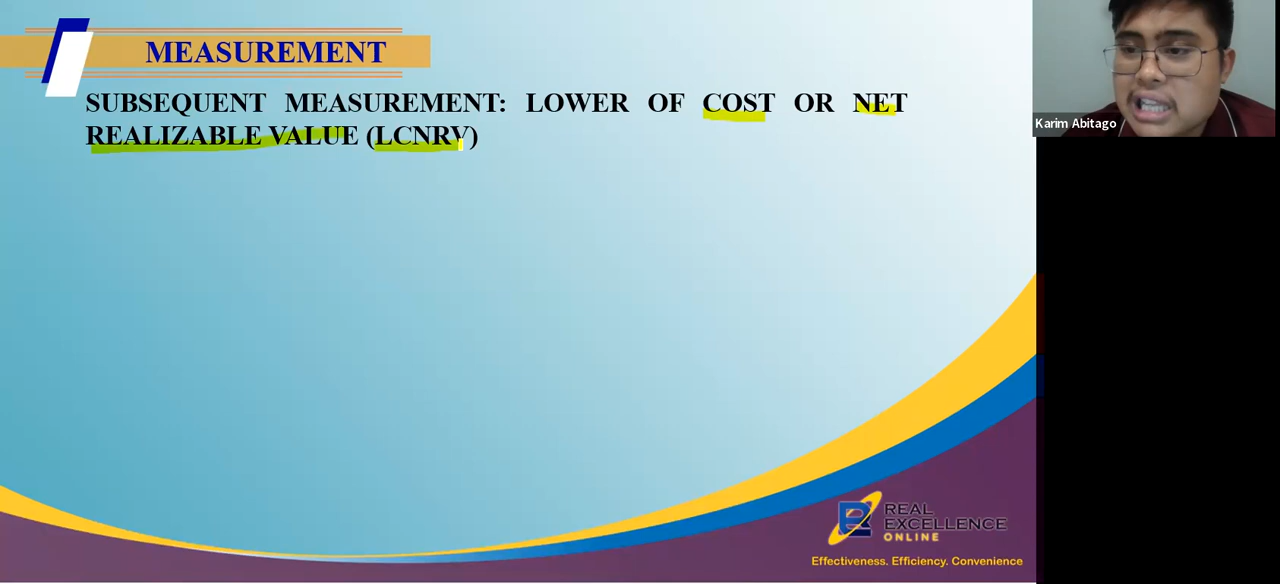 MEASUREMENT
SUBSEQUENT MEASUREMENT: LOWER OF COST OR NET
REALIZABLE VALUE (LCNRV)
Karim Abitago
REAL
EXCELLENCE
ONLINE
Effectiveness. Efficiency. Convenience